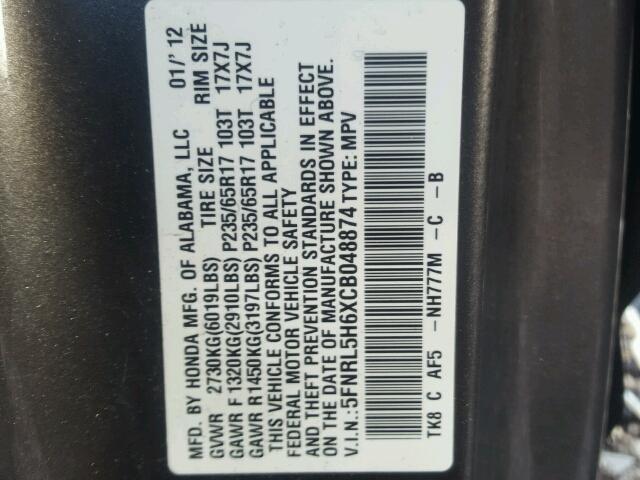 MFD. BY HONDA MFG. OF ALABAMA, LLC 01/'12
GVWR 2730KG(6019LBS) TIRE SIZE RIM SIZE
GAWR F 1320KG(2910LBS) P235/65R17 103T 17X7J
GAWR R1450KG(3197LBS) P235/65R17 103T 17X7J
THIS VEHICLE CONFORMS TO ALL APPLICABLE
FEDERAL MOTOR VEHICLE SAFETY
AND THEFT PREVENTION STANDARDS IN EFFECT
ON THE DATE OF MANUFACTURE SHOWN ABOVE.
V.I.N.: 5FNRL5H6XCB048874 TYPE: MPV
TK8 C AF5 -NH777M -C -B